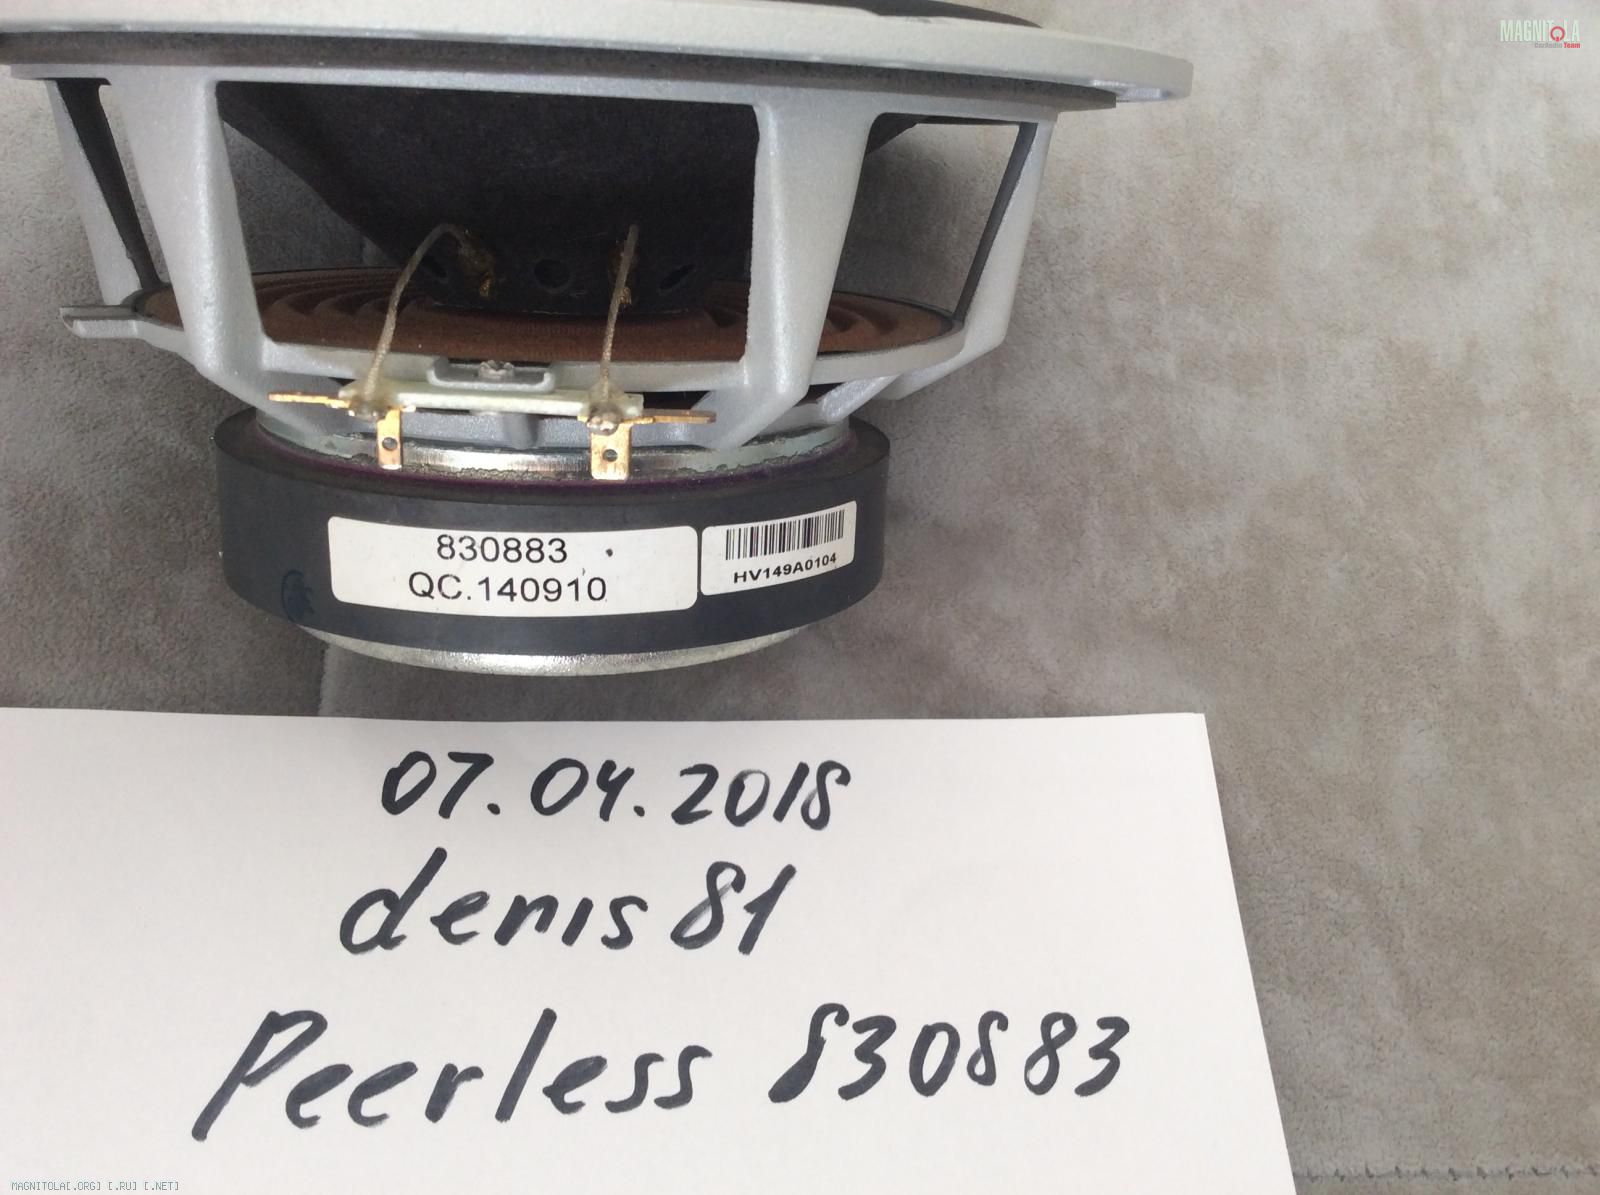 MAGNITOLA
CarAudio Team
830883
QC.140910
HV149A0104
07.04.2018
denis81
Peerless 830883
MAGNITOLA[.ORG] [.RU] [.NET]